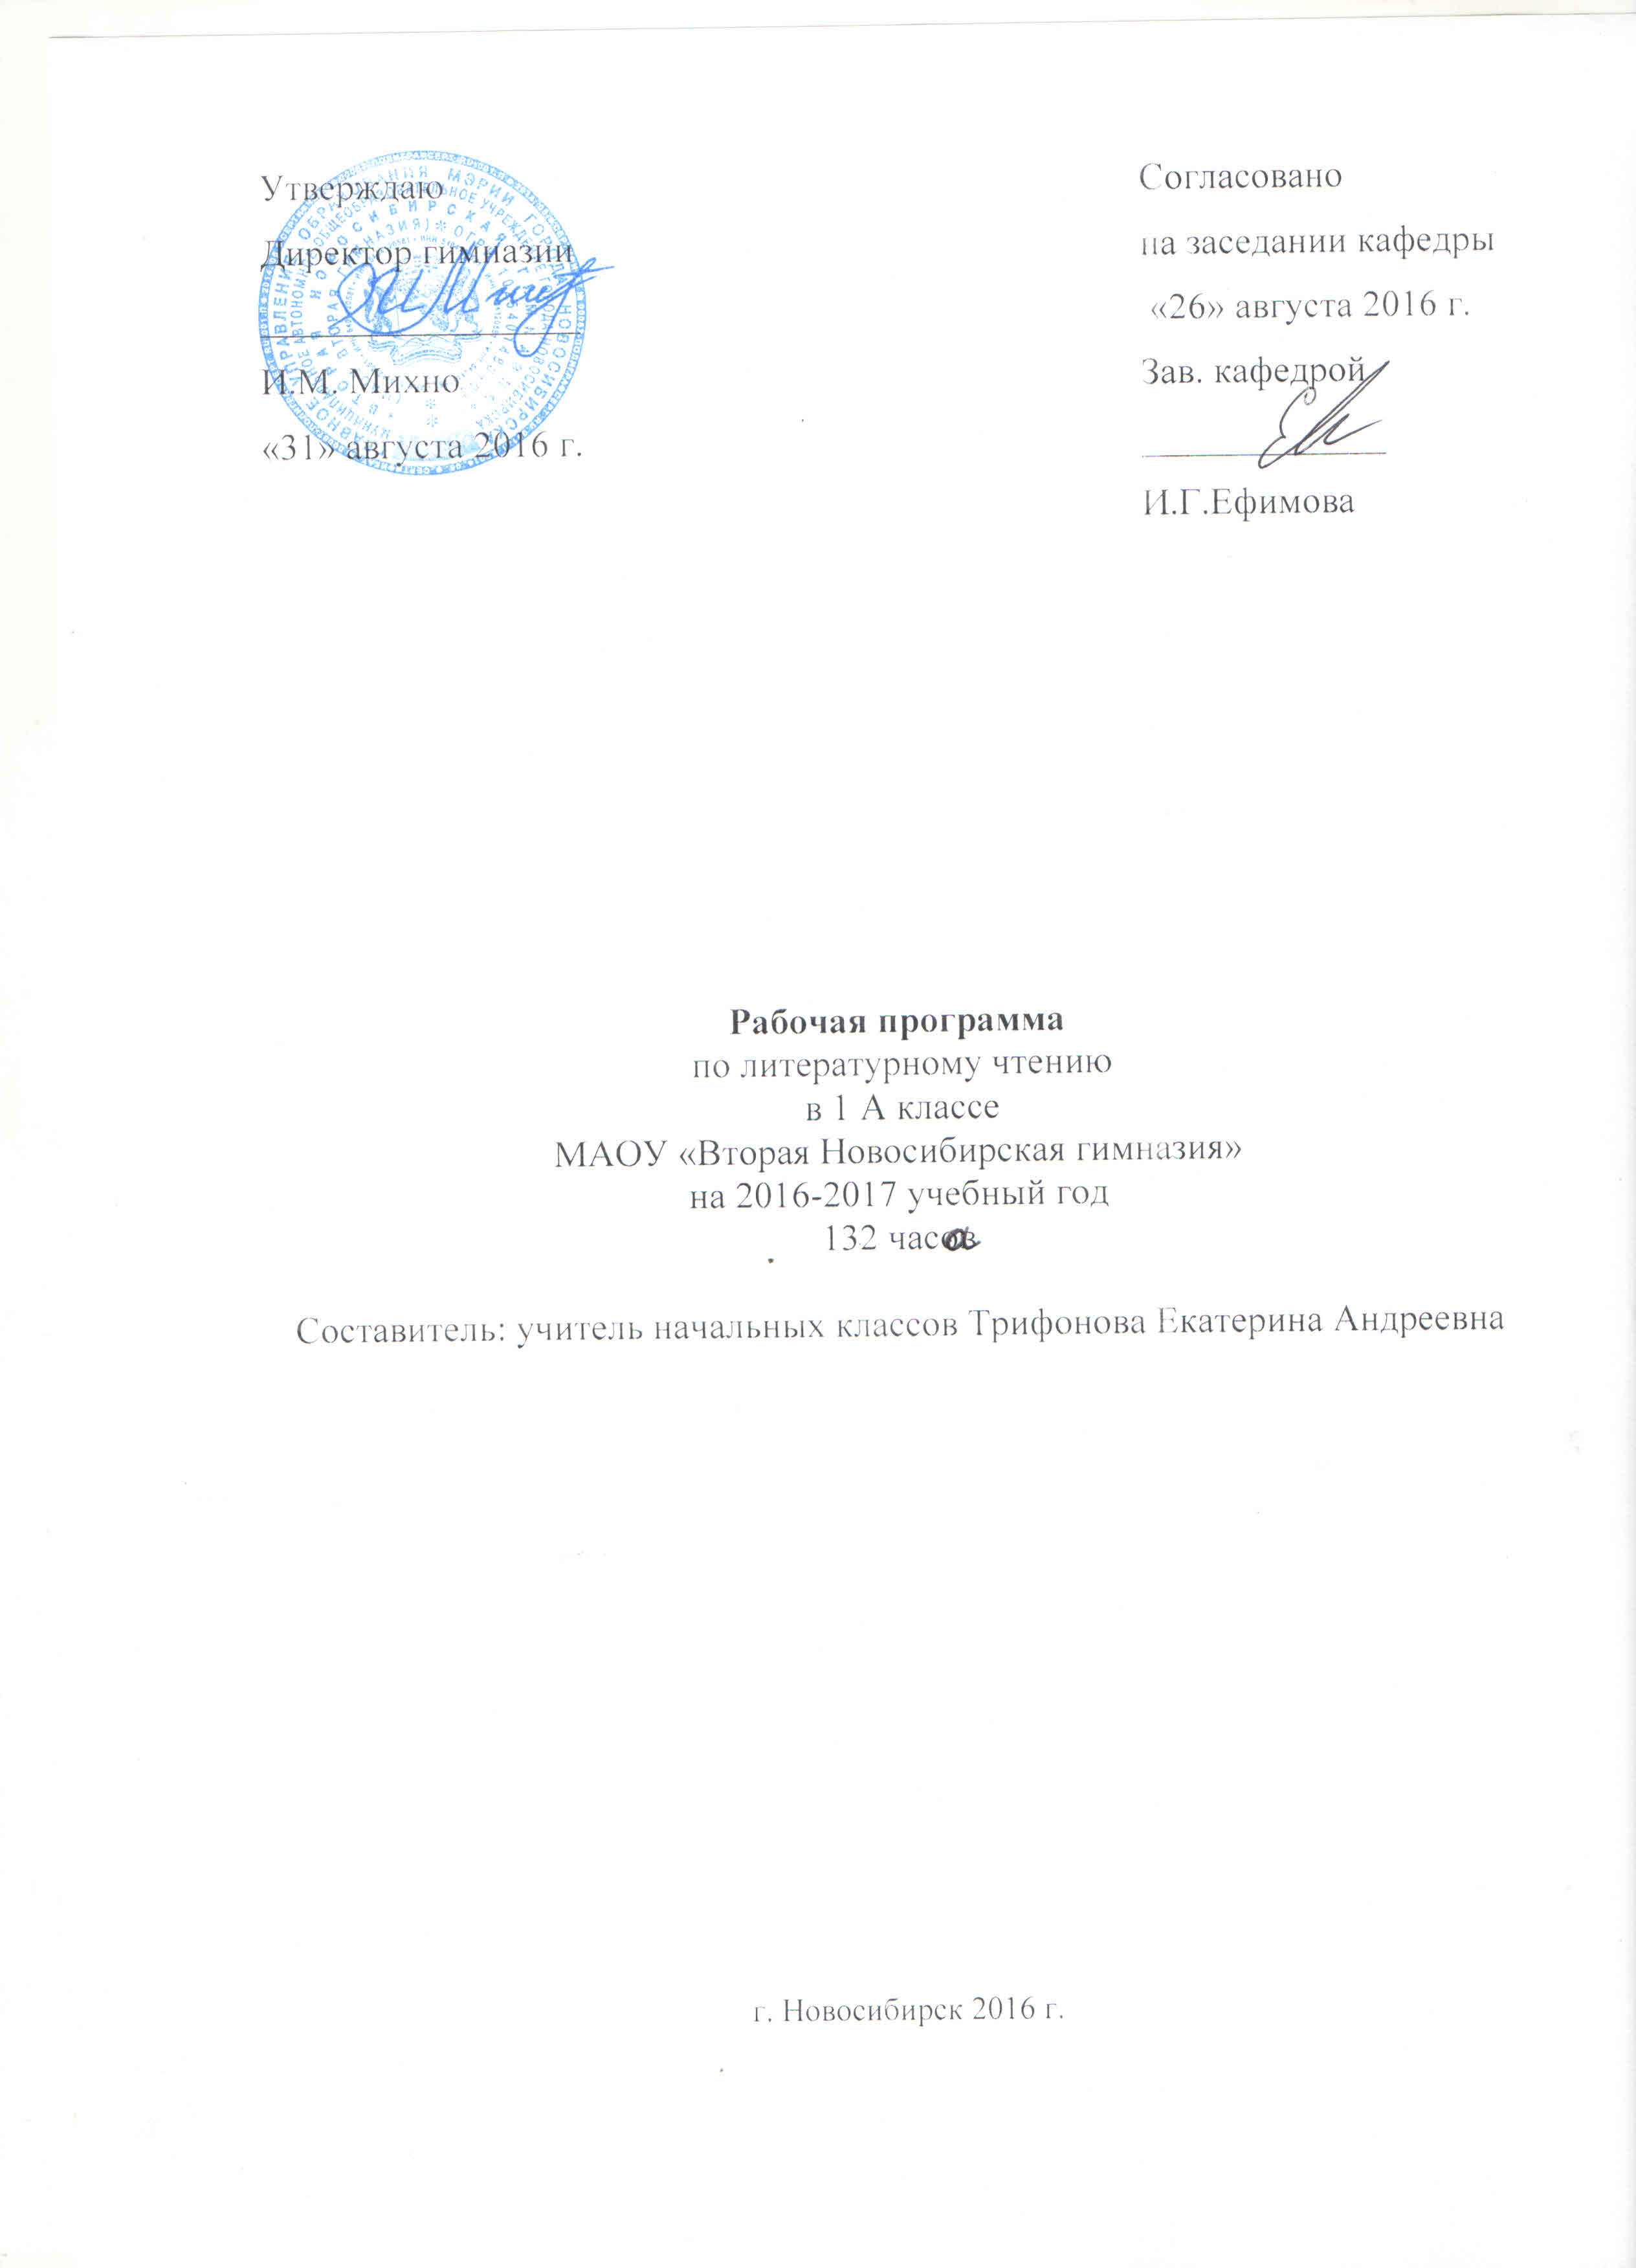 Утверждаю
Директор гимназии
И.М. Михно
«31» августа 2016 г.
Согласовано
на заседании кафедры
«26» августа 2016 г.
Зав. кафедрой
И.Г.Ефимова
Рабочая программа
по литературному чтению
в 1 А классе
МАОУ «Вторая Новосибирская гимназия»
на 2016-2017 учебный год
132 часа
Составитель: учитель начальных классов Трифонова Екатерина Андреевна
г. Новосибирск 2016 г.